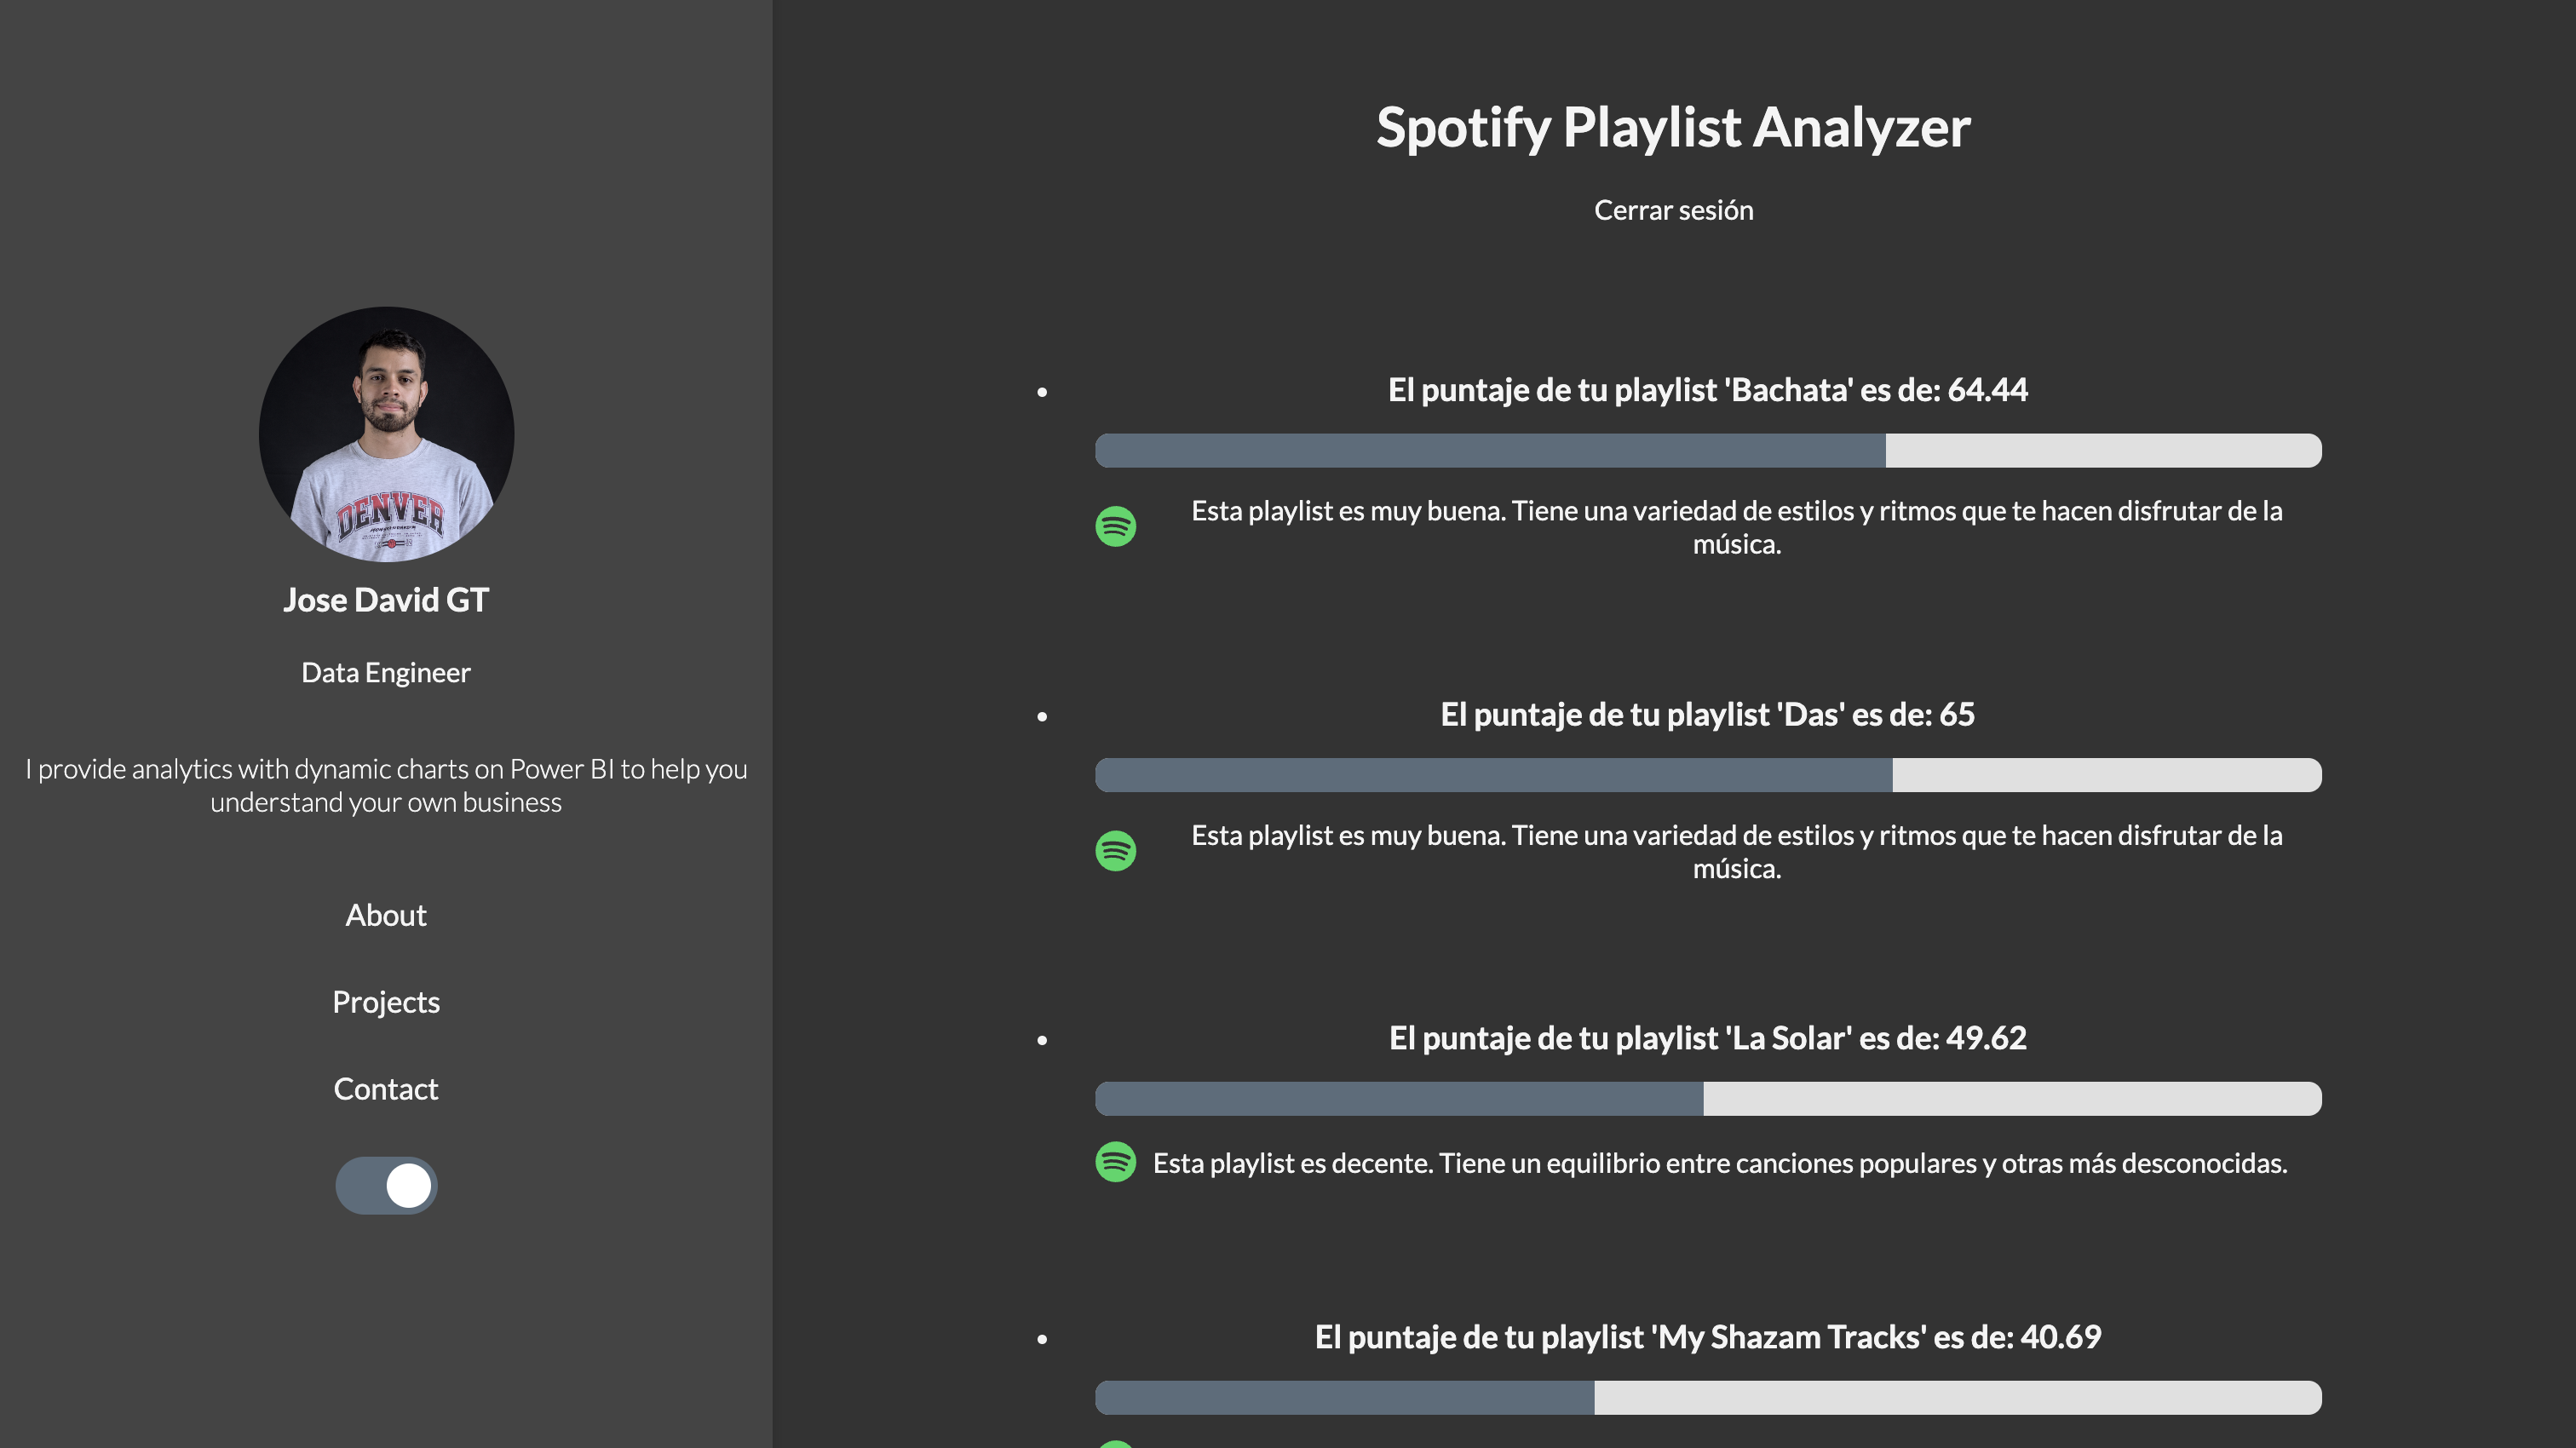 DENVER
Jose David GT
Data Engineer
I provide analytics with dynamic charts on Power BI to help you
understand your own business
About
Projects
Contact
Spotify Playlist Analyzer
Cerrar sesión
El puntaje de tu playlist 'Bachata' es de: 64.44
Esta playlist es muy buena. Tiene una variedad de estilos y ritmos que te hacen disfrutar de la
música.
El puntaje de tu playlist 'Das' es de: 65
Esta playlist es muy buena. Tiene una variedad de estilos y ritmos que te hacen disfrutar de la
música.
El puntaje de tu playlist 'La Solar' es de: 49.62
Esta playlist es decente. Tiene un equilibrio entre canciones populares y otras más desconocidas.
El puntaje de tu playlist 'My Shazam Tracks' es de: 40.69